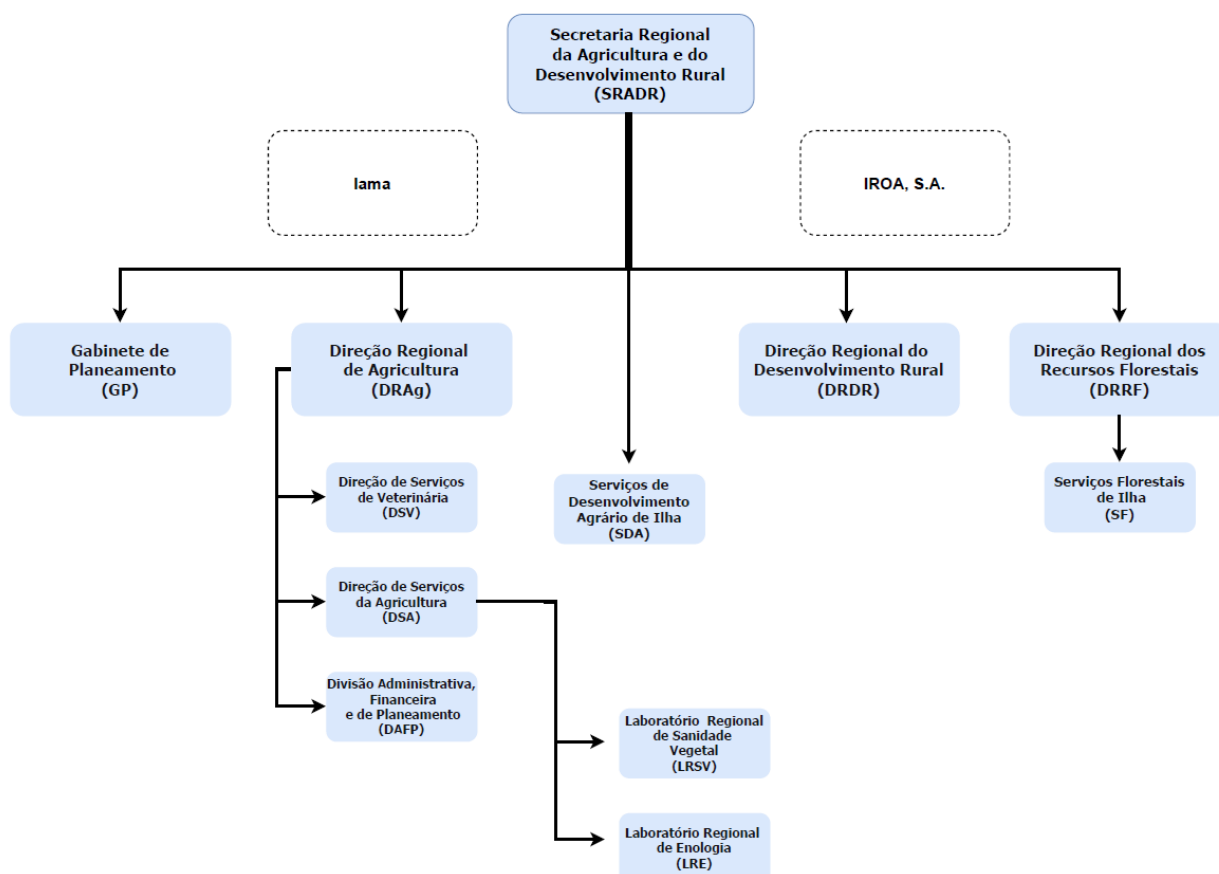 Secretaria Regional
da Agricultura e do
Desenvolvimento Rural
(SRADR)
Iama
IROA, S.A.
Gabinete de
Planeamento
(GP)
Direção Regional
de Agricultura
(DRAg)
Direção Regional do
Desenvolvimento Rural
(DRDR)
Direção Regional dos
Recursos Florestais
(DRRF)
Direção de Serviços
de Veterinária
(DSV)
Serviços de
Desenvolvimento
Agrário de Ilha
(SDA)
Serviços Florestais
de Ilha
(SF)
Direção de Serviços
da Agricultura
(DSA)
Divisão Administrativa,
Financeira
e de Planeamento
(DAFP)
Laboratório Regional
de Sanidade
Vegetal
(LRSV)
Laboratório Regional
de Enologia
(LRE)